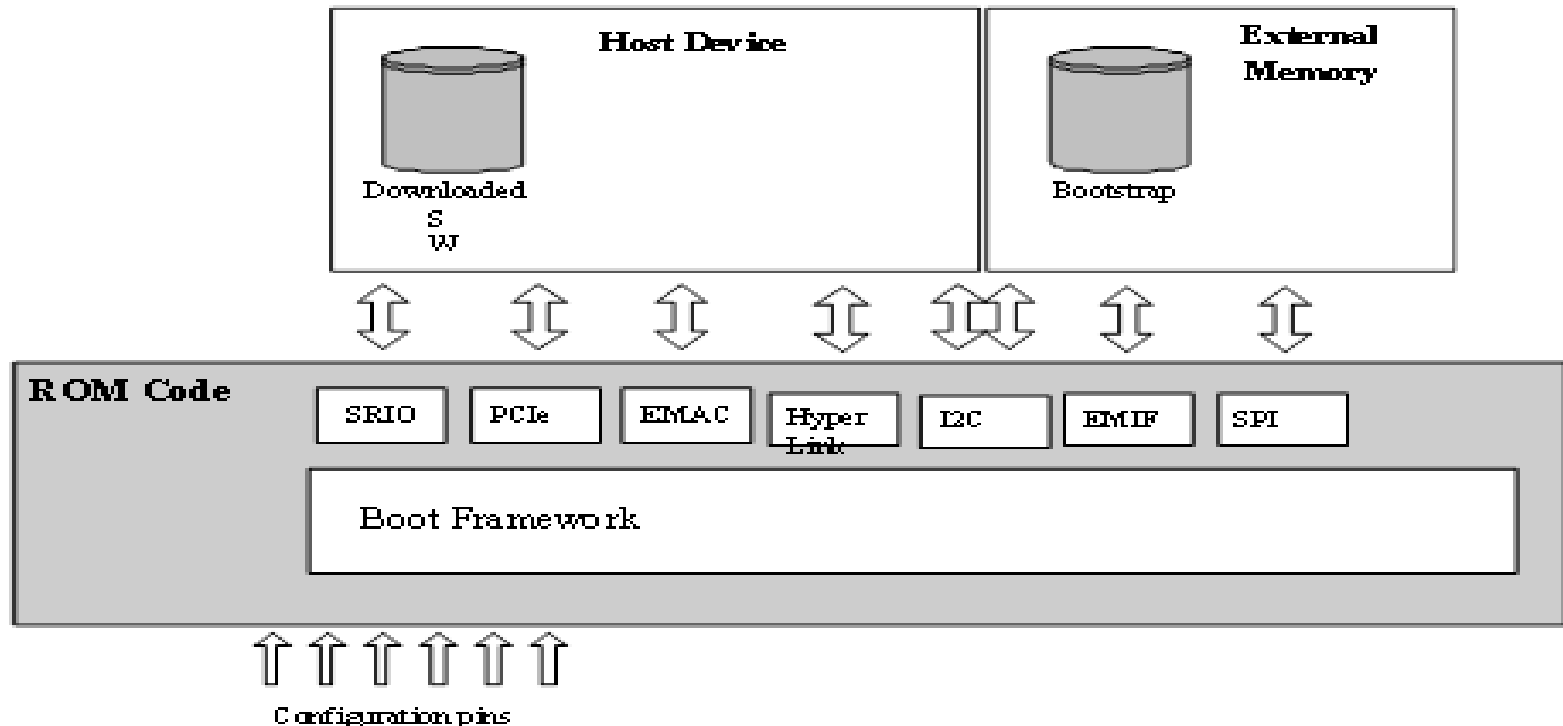 Host Device
External
Memory
Downloaded
S
W
Bootstrap
ROM Code
SRIO
PCIe
EMAC
Hyper
Link
I2C
EMIF
SPI
Boot Framework
Configuration pins